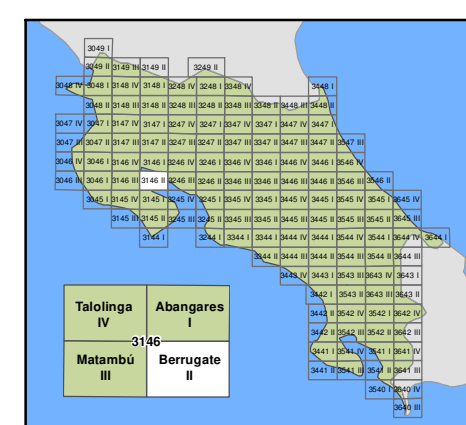 3049 I
3049 II 3149 III 3149 II 3249 II
3048 IV 3048 I 3148 IV 3148 I 3248 IV 3248 I 3348 IV 3448 I
3048 II 3148 III 3148 II 3248 III 3248 II 3348 III 3348 II 3448 III 3448 II
3047 IV 3047 I 3147 IV 3147 I 3247 IV 3247 I 3347 IV 3347 I 3447 IV 3447 I
3047 III 3047 II 3147 III 3147 II 3247 III 3247 II 3347 III 3347 II 3447 III 3447 II 3547 III
3046 IV 3046 I 3146 IV 3146 I 3246 IV 3246 I 3346 IV 3346 I 3446 IV 3446 I 3546 IV
3046 III 3046 II 3146 III 3146 II 3246 III 3246 II 3346 III 3346 II 3446 III 3446 II 3546 III 3546 II
3045 I 3145 IV 3145 I 3245 IV 3245 I 3345 IV 3345 I 3445 IV 3445 I 3545 IV 3545 I 3645 IV
3145 III 3145 II 3245 III 3245 II 3345 III 3345 II 3445 III 3445 II 3545 III 3545 II 3645 III
3144 I 3244 I 3344 IV 3344 I 3444 IV 3444 I 3544 IV 3544 I 3644 IV 3644 I
3344 II 3444 III 3444 II 3544 III 3544 II 3644 III
3443 IV 3443 I 3543 IV 3543 I 3643 IV 3643 I
3442 I 3543 II 3643 III 3643 II
3442 II 3542 IV 3542 I 3642 IV
3442 II 3542 III 3542 II 3642 III
3441 I 3541 IV 3541 I 3641 IV
3441 II 3541 III 3541 II 3641 III
3540 I 3640 IV
3640 III
Talolinga
IV
Abangares
I
3146
Matambú
III
Berrugate
II